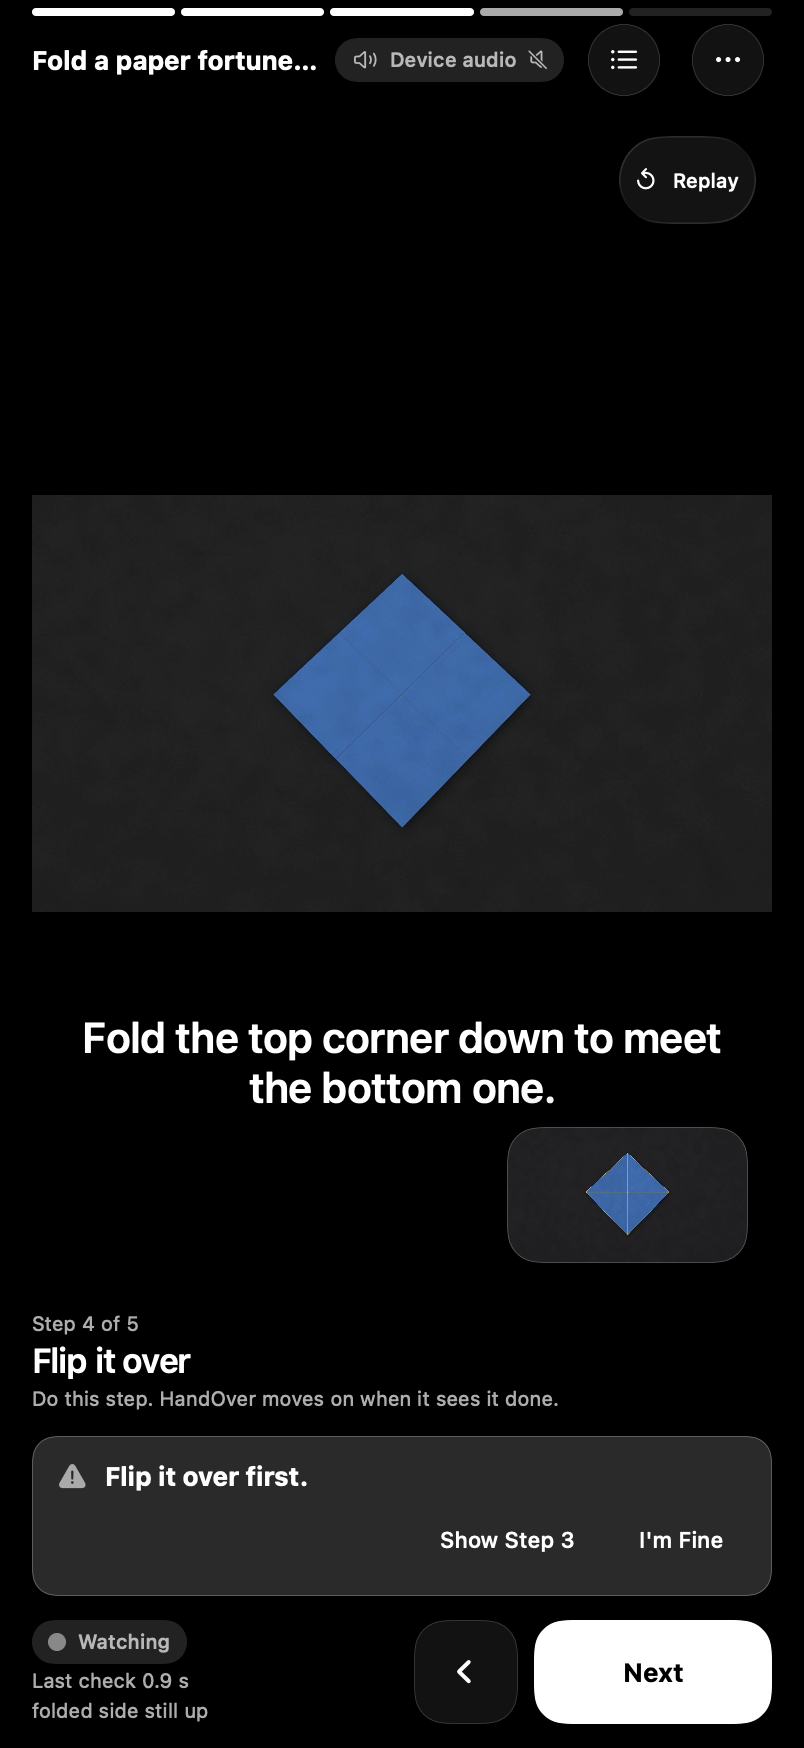 Fold a paper fortune...
Device audio
Replay
Fold the top corner down to meet
the bottom one.
Step 4 of 5
Flip it over
Do this step. HandOver moves on when it sees it done.
Flip it over first.
Show Step 3
I'm Fine
Watching
Last check 0.9 s
folded side still up
Next